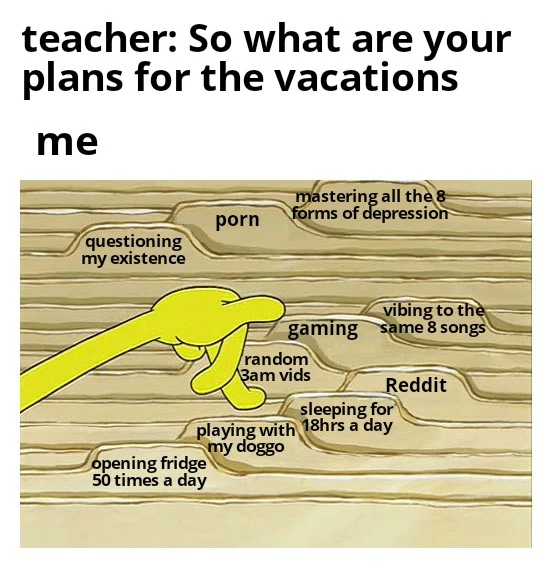 teacher: So what are your
plans for the vacations
me
mastering all the 8
forms of depression
porn
questioning
my existence
vibing to the
same 8 songs
gaming
random
3am vids
Reddit
sleeping for
18hrs a day
playing with
my doggo
opening fridge
50 times a day